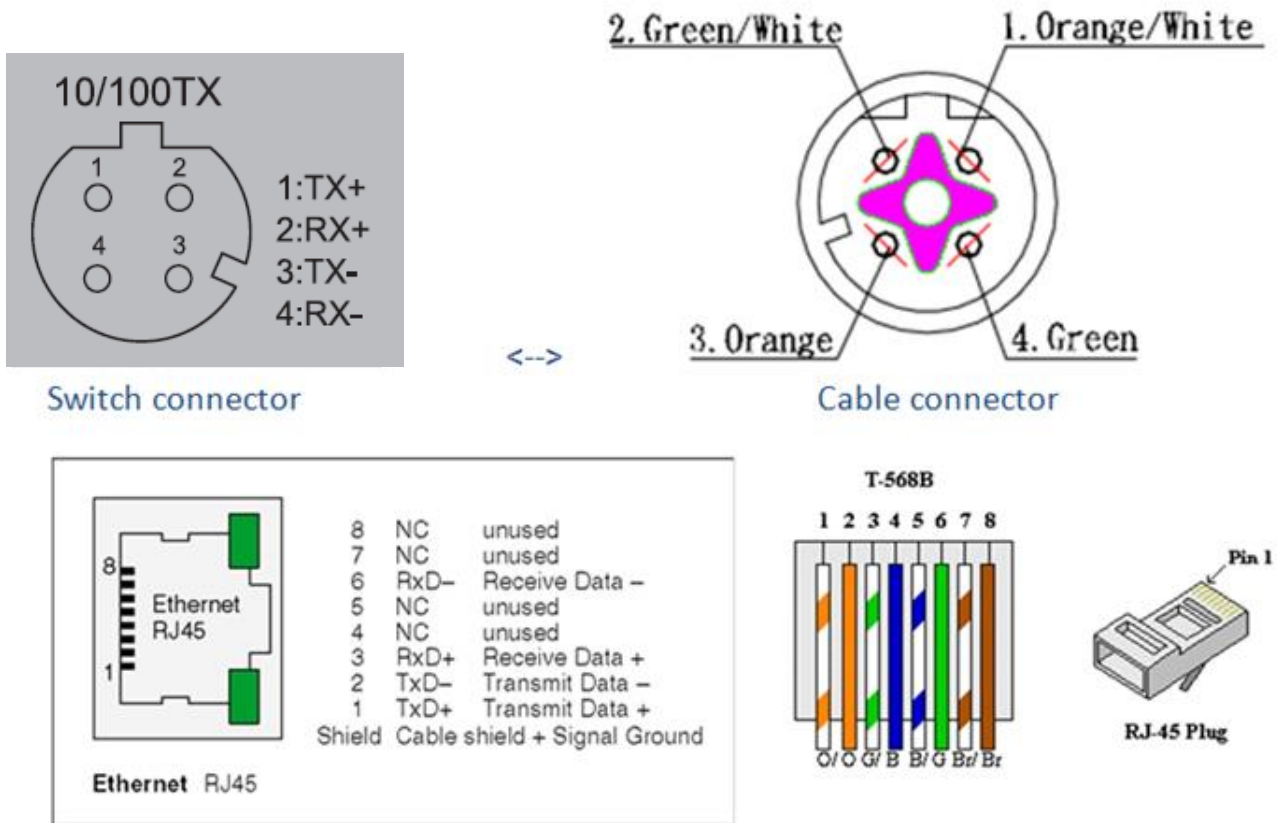 10/100TX
1 2
4 3
1:TX+
2:RX+
3:TX-
4:RX-
Switch connector
<-->
2.Green/White
1.Orange/White
3.Orange
4.Green
Cable connector
8
1
Ethernet
RJ45
8 NC unused
7 NC unused
6 RxD– Receive Data –
5 NC unused
4 NC unused
3 RxD+ Receive Data +
2 TxD– Transmit Data –
1 TxD+ Transmit Data +
Shield Cable shield + Signal Ground
Ethernet RJ45
T-568B
1 2 3 4 5 6 7 8
O/ O G/ B B/ G Br/ Br
Pin 1
RJ-45 Plug